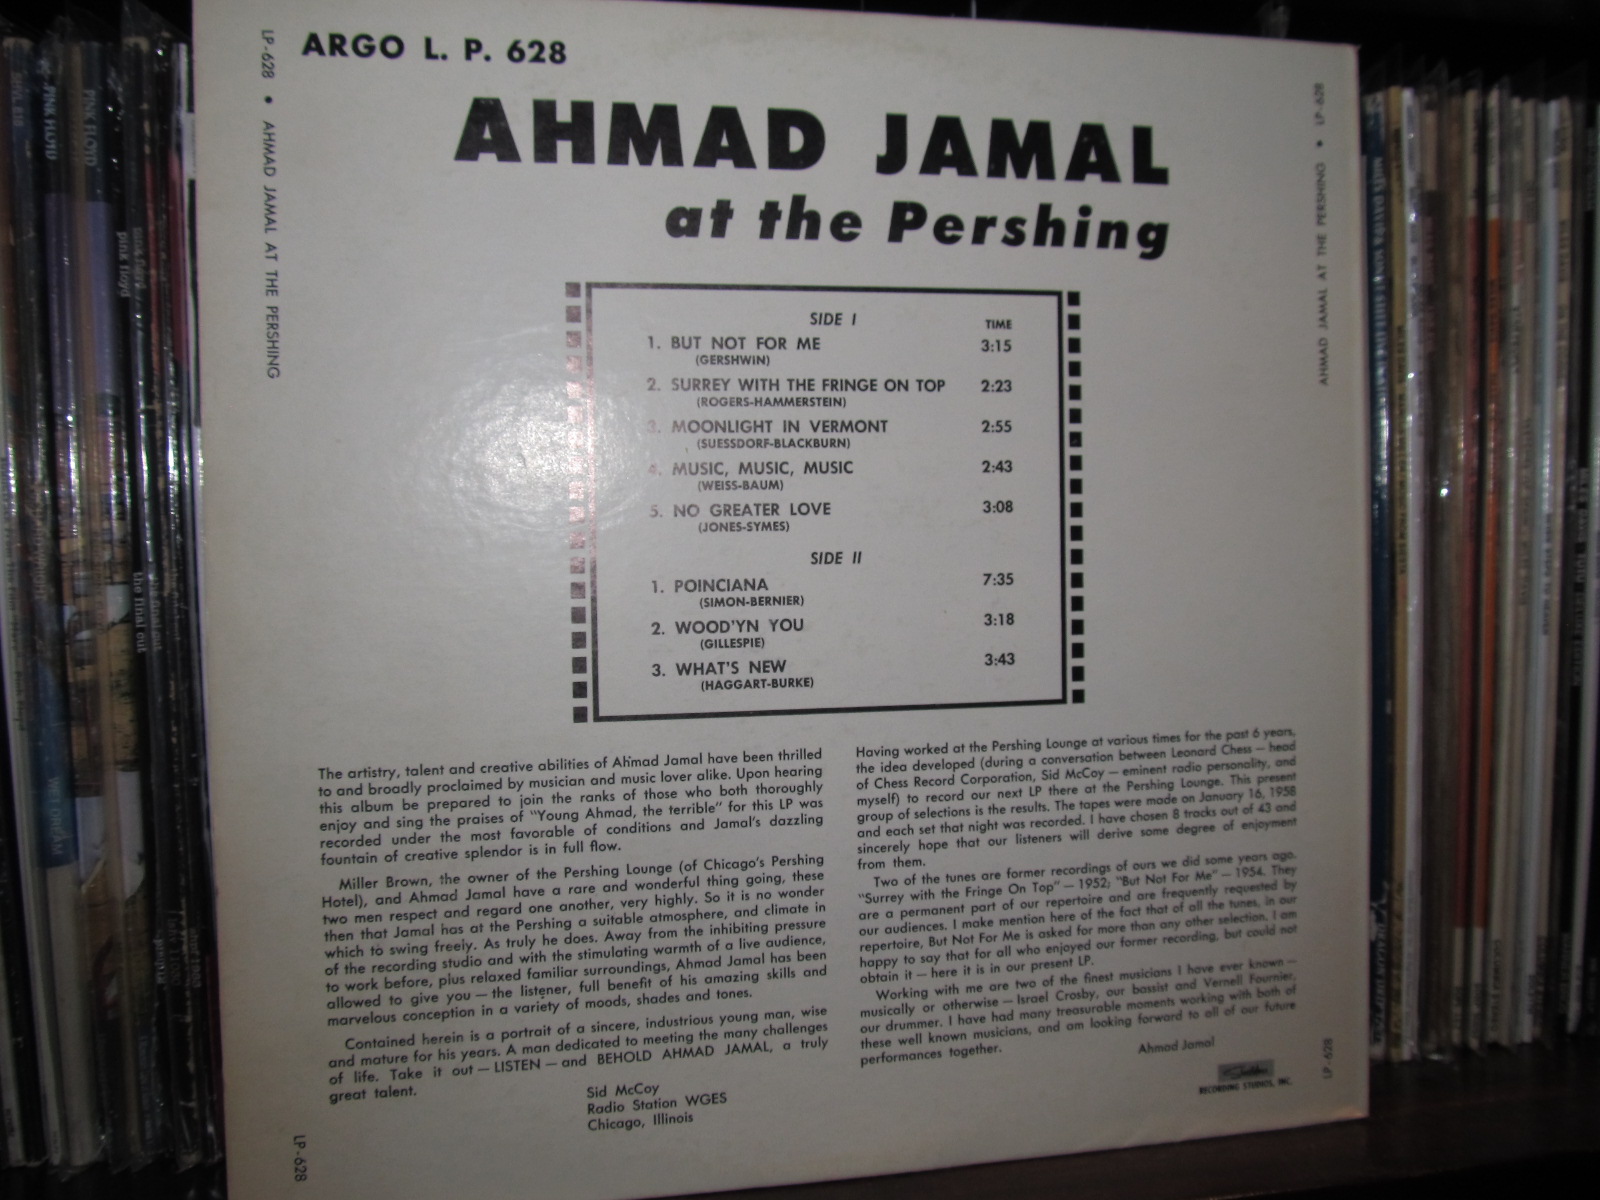 ARGO L. P. 628
AHMAD JAMAL
at the Pershing
LP-628 • AHMAD JAMAL AT THE PERSHING
SIDE I
TIME
1. BUT NOT FOR ME 3:15
(GERSHWIN)
2. SURREY WITH THE FRINGE ON TOP 2:23
(ROGERS-HAMMERSTEIN)
3. MOONLIGHT IN VERMONT 2:55
(SUESSDORF-BLACKBURN)
4. MUSIC, MUSIC, MUSIC 2:43
(WEISS-BAUM)
5. NO GREATER LOVE 3:08
(JONES-SYMES)
SIDE II
1. POINCIANA 7:35
(SIMON-BERNIER)
2. WOOD'YN YOU 3:18
(GILLESPIE)
3. WHAT'S NEW 3:43
(HAGGART-BURKE)
The artistry, talent and creative abilities of Ahmad Jamal have been thrilled
to and broadly proclaimed by musician and music lover alike. Upon hearing
this album be prepared to join the ranks of those who both thoroughly
enjoy and sing the praises of "Young Ahmad, the terrible" for this LP was
recorded under the most favorable of conditions and Jamal's dazzling
fountain of creative splendor is in full flow.
Miller Brown, the owner of the Pershing Lounge (of Chicago's Pershing
Hotel), and Ahmad Jamal have a rare and wonderful thing going, these
two men respect and regard one another, very highly. So it is no wonder
then that Jamal has at the Pershing a suitable atmosphere, and climate in
which to swing freely. As truly he does. Away from the inhibiting pressure
of the recording studio and with the stimulating warmth of a live audience,
to work before, plus relaxed familiar surroundings, Ahmad Jamal has been
allowed to give you — the listener, full benefit of his amazing skills and
marvelous conception in a variety of moods, shades and tones.
Contained herein is a portrait of a sincere, industrious young man, wise
and mature for his years. A man dedicated to meeting the many challenges
of life. Take it out — LISTEN — and BEHOLD AHMAD JAMAL, a truly
great talent.
Sid McCoy
Radio Station WGES
Chicago, Illinois
Having worked at the Pershing Lounge at various times for the past 6 years,
the idea developed (during a conversation between Leonard Chess — head
of Chess Record Corporation, Sid McCoy — eminent radio personality, and
myself) to record our next LP there at the Pershing Lounge. This present
group of selections is the results. The tapes were made on January 16, 1958
and each set that night was recorded. I have chosen 8 tracks out of 43 and
sincerely hope that our listeners will derive some degree of enjoyment
from them.
Two of the tunes are former recordings of ours we did some years ago.
"Surrey with the Fringe On Top" — 1952; "But Not For Me" — 1954. They
are a permanent part of our repertoire and are frequently requested by
our audiences. I make mention here of the fact that of all the tunes, in our
repertoire, But Not For Me is asked for more than any other selection. I am
happy to say that for all who enjoyed our former recording, but could not
obtain it — here it is in our present LP.
Working with me are two of the finest musicians I have ever known —
musically or otherwise — Israel Crosby, our bassist and Vernell Fournier,
our drummer. I have had many treasurable moments working with both of
these well known musicians, and am looking forward to all of our future
performances together.
Ahmad Jamal
RECORDING STUDIOS, INC.
LP-628
AHMAD JAMAL AT THE PERSHING • LP-628
LP-628
PINK FLOYD
PINK FLOYD
pink floyd
the final cut